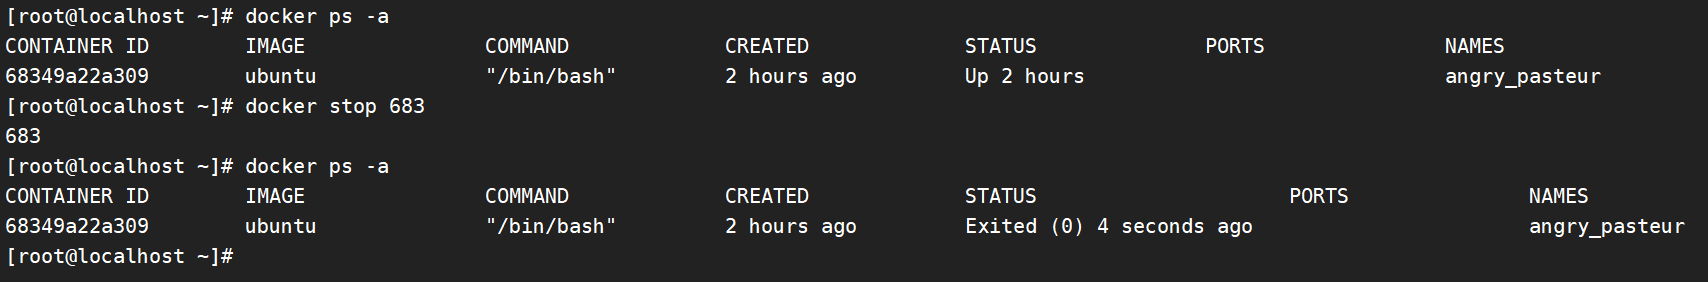 [root@localhost ~]# docker ps -a
CONTAINER ID        IMAGE               COMMAND             CREATED             STATUS              PORTS               NAMES
68349a22a309        ubuntu              "/bin/bash"         2 hours ago         Up 2 hours                              angry_pasteur
[root@localhost ~]# docker stop 683
683
[root@localhost ~]# docker ps -a
CONTAINER ID        IMAGE               COMMAND             CREATED             STATUS                     PORTS               NAMES
68349a22a309        ubuntu              "/bin/bash"         2 hours ago         Exited (0) 4 seconds ago                       angry_pasteur
[root@localhost ~]#